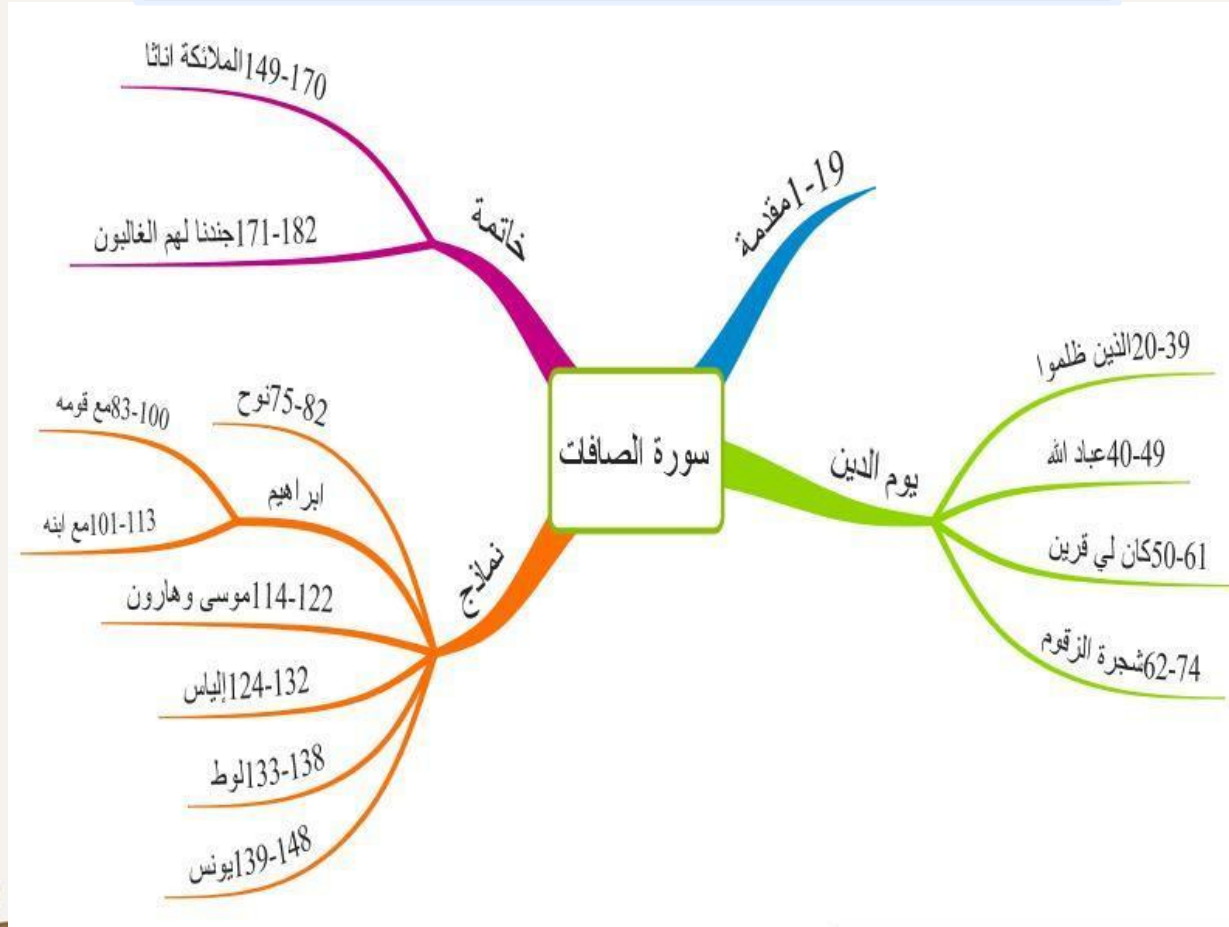 سورة الصافات
1-19مقدمة
يوم الدين
20-39الذين ظلموا
40-49عباد الله
50-61كان لي قرين
62-74شجرة الزقوم
نماذج
75-82نوح
ابراهيم
83-100مع قومه
101-113مع ابنه
114-122موسى وهارون
124-132إلياس
133-138لوط
139-148يونس
خاتمة
149-170الملائكة اناثا
171-182جندنا لهم الغالبون